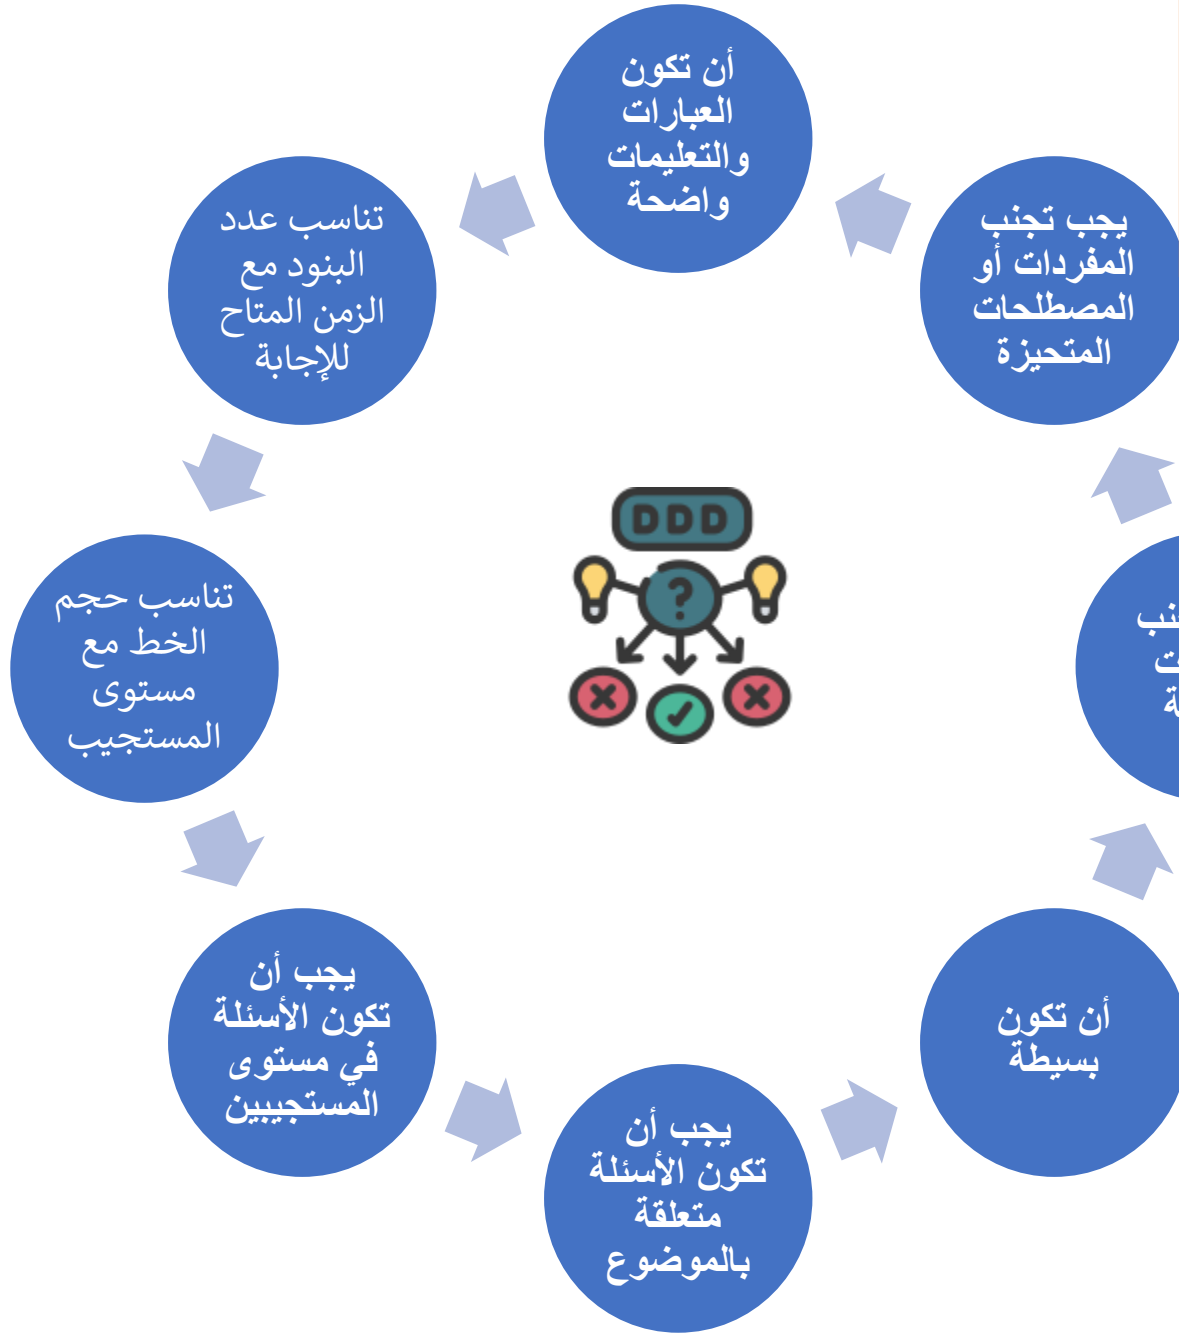 أن تكون
العبارات
والتعليمات
واضحة
تناسب عدد
البنود مع
الزمن المتاح
للإجابة
تناسب حجم
الخط مع
مستوى
المستجيب
يجب أن
تكون الأسئلة
في مستوى
المستجيبين
يجب أن
تكون الأسئلة
متعلقة
بالموضوع
أن تكون
بسيطة
يجب تجنب
المفردات أو
المصطلحات
المتحيزة
DDD
?